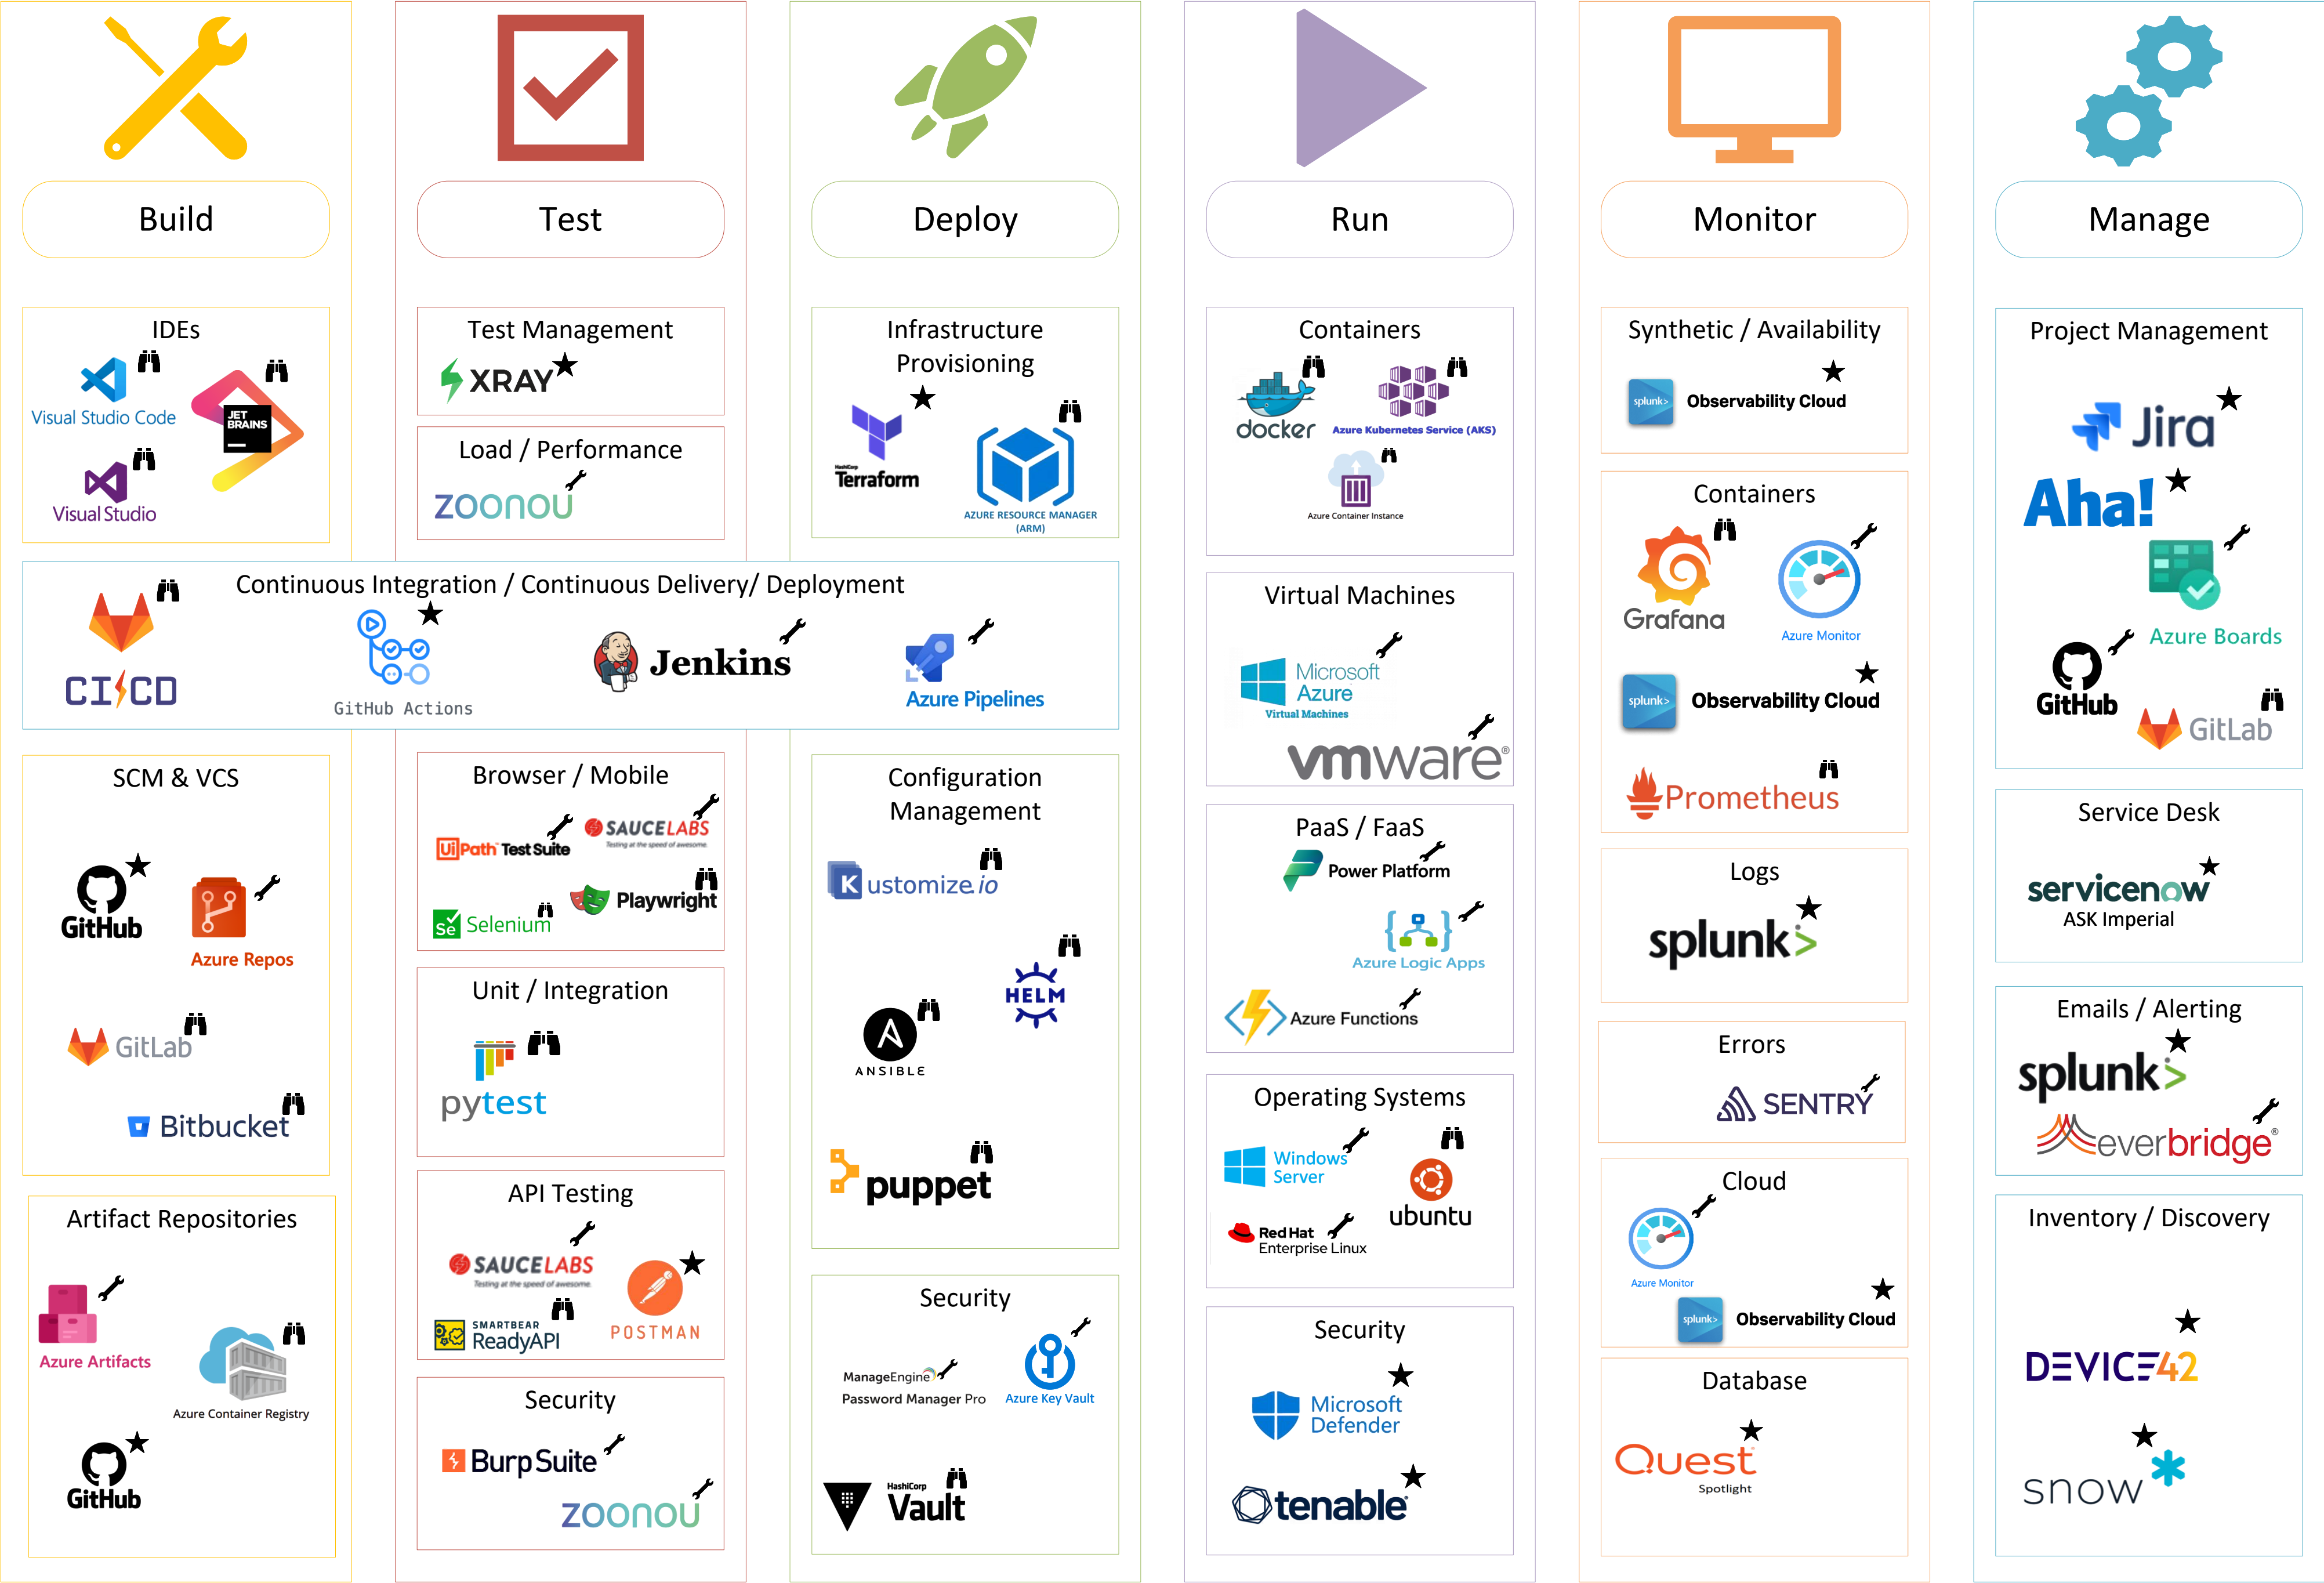 Build
Test
Deploy
Run
Monitor
Manage
IDEs
Visual Studio Code
JET
BRAINS
Visual Studio
Test Management
XRAY
Load / Performance
zoonou
Infrastructure
Provisioning
HashiCorp
Terraform
AZURE RESOURCE MANAGER
(ARM)
Continuous Integration / Continuous Delivery/ Deployment
CI CD
GitHub Actions
Jenkins
Azure Pipelines
SCM & VCS
GitHub
Azure Repos
GitLab
Bitbucket
Artifact Repositories
Azure Artifacts
Azure Container Registry
GitHub
Browser / Mobile
UiPath Test Suite
SAUCELABS
Testing at the speed of awesome.
Playwright
Se Selenium
Unit / Integration
pytest
API Testing
SAUCELABS
Testing at the speed of awesome.
POSTMAN
SMARTBEAR
ReadyAPI
Security
Burp Suite
zoonou
Configuration
Management
Kustomize.io
HELM
ANSIBLE
puppet
Security
ManageEngine
Password Manager Pro
Azure Key Vault
HashiCorp
Vault
Containers
docker
Azure Kubernetes Service (AKS)
Azure Container Instance
Virtual Machines
Microsoft
Azure
Virtual Machines
vmware®
PaaS / FaaS
Power Platform
Azure Logic Apps
Azure Functions
Operating Systems
Windows
Server
ubuntu
Red Hat
Enterprise Linux
Security
Microsoft
Defender
tenable
Synthetic / Availability
splunk> Observability Cloud
Containers
Grafana
Azure Monitor
splunk> Observability Cloud
Prometheus
Logs
splunk>
Errors
SENTRY
Cloud
Azure Monitor
splunk> Observability Cloud
Database
Quest
Spotlight
Project Management
Jira
Aha!
Azure Boards
GitHub
GitLab
Service Desk
servicenow
ASK Imperial
Emails / Alerting
splunk>
everbridge®
Inventory / Discovery
DEVICE42
snow